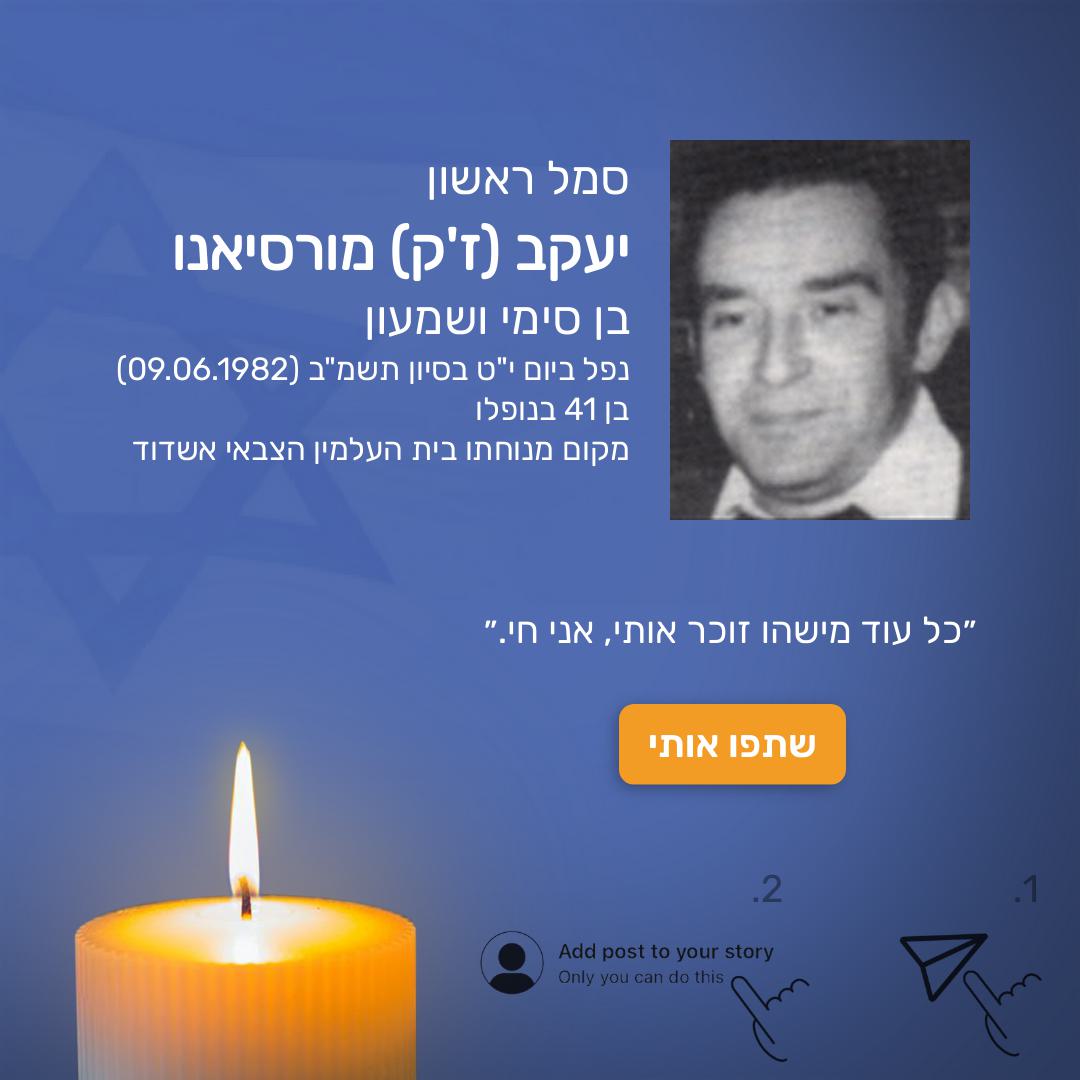 סמל ראשון
יעקב (ז'ק) מורסיאנו
בן סימי ושמעון
נפל ביום י"ט בסיון תשמ"ב (09.06.1982)
בן 41 בנופלו
מקום מנוחתו בית העלמין הצבאי אשדוד
״כל עוד מישהו זוכר אותי, אני חי.״
שתפו אותי
1.
2.
Add post to your story
Only you can do this